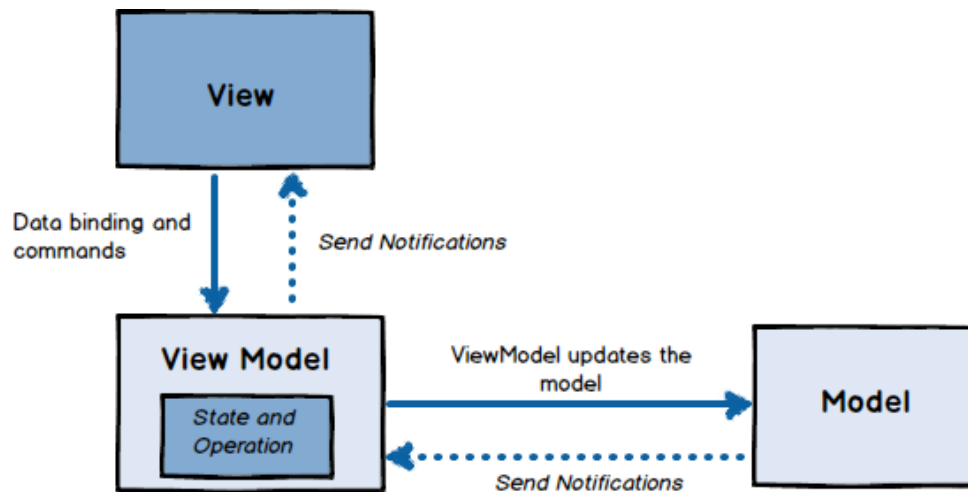 View
Data binding and
commands
Send Notifications
View Model
State and
Operation
ViewModel updates the
model
Model
Send Notifications